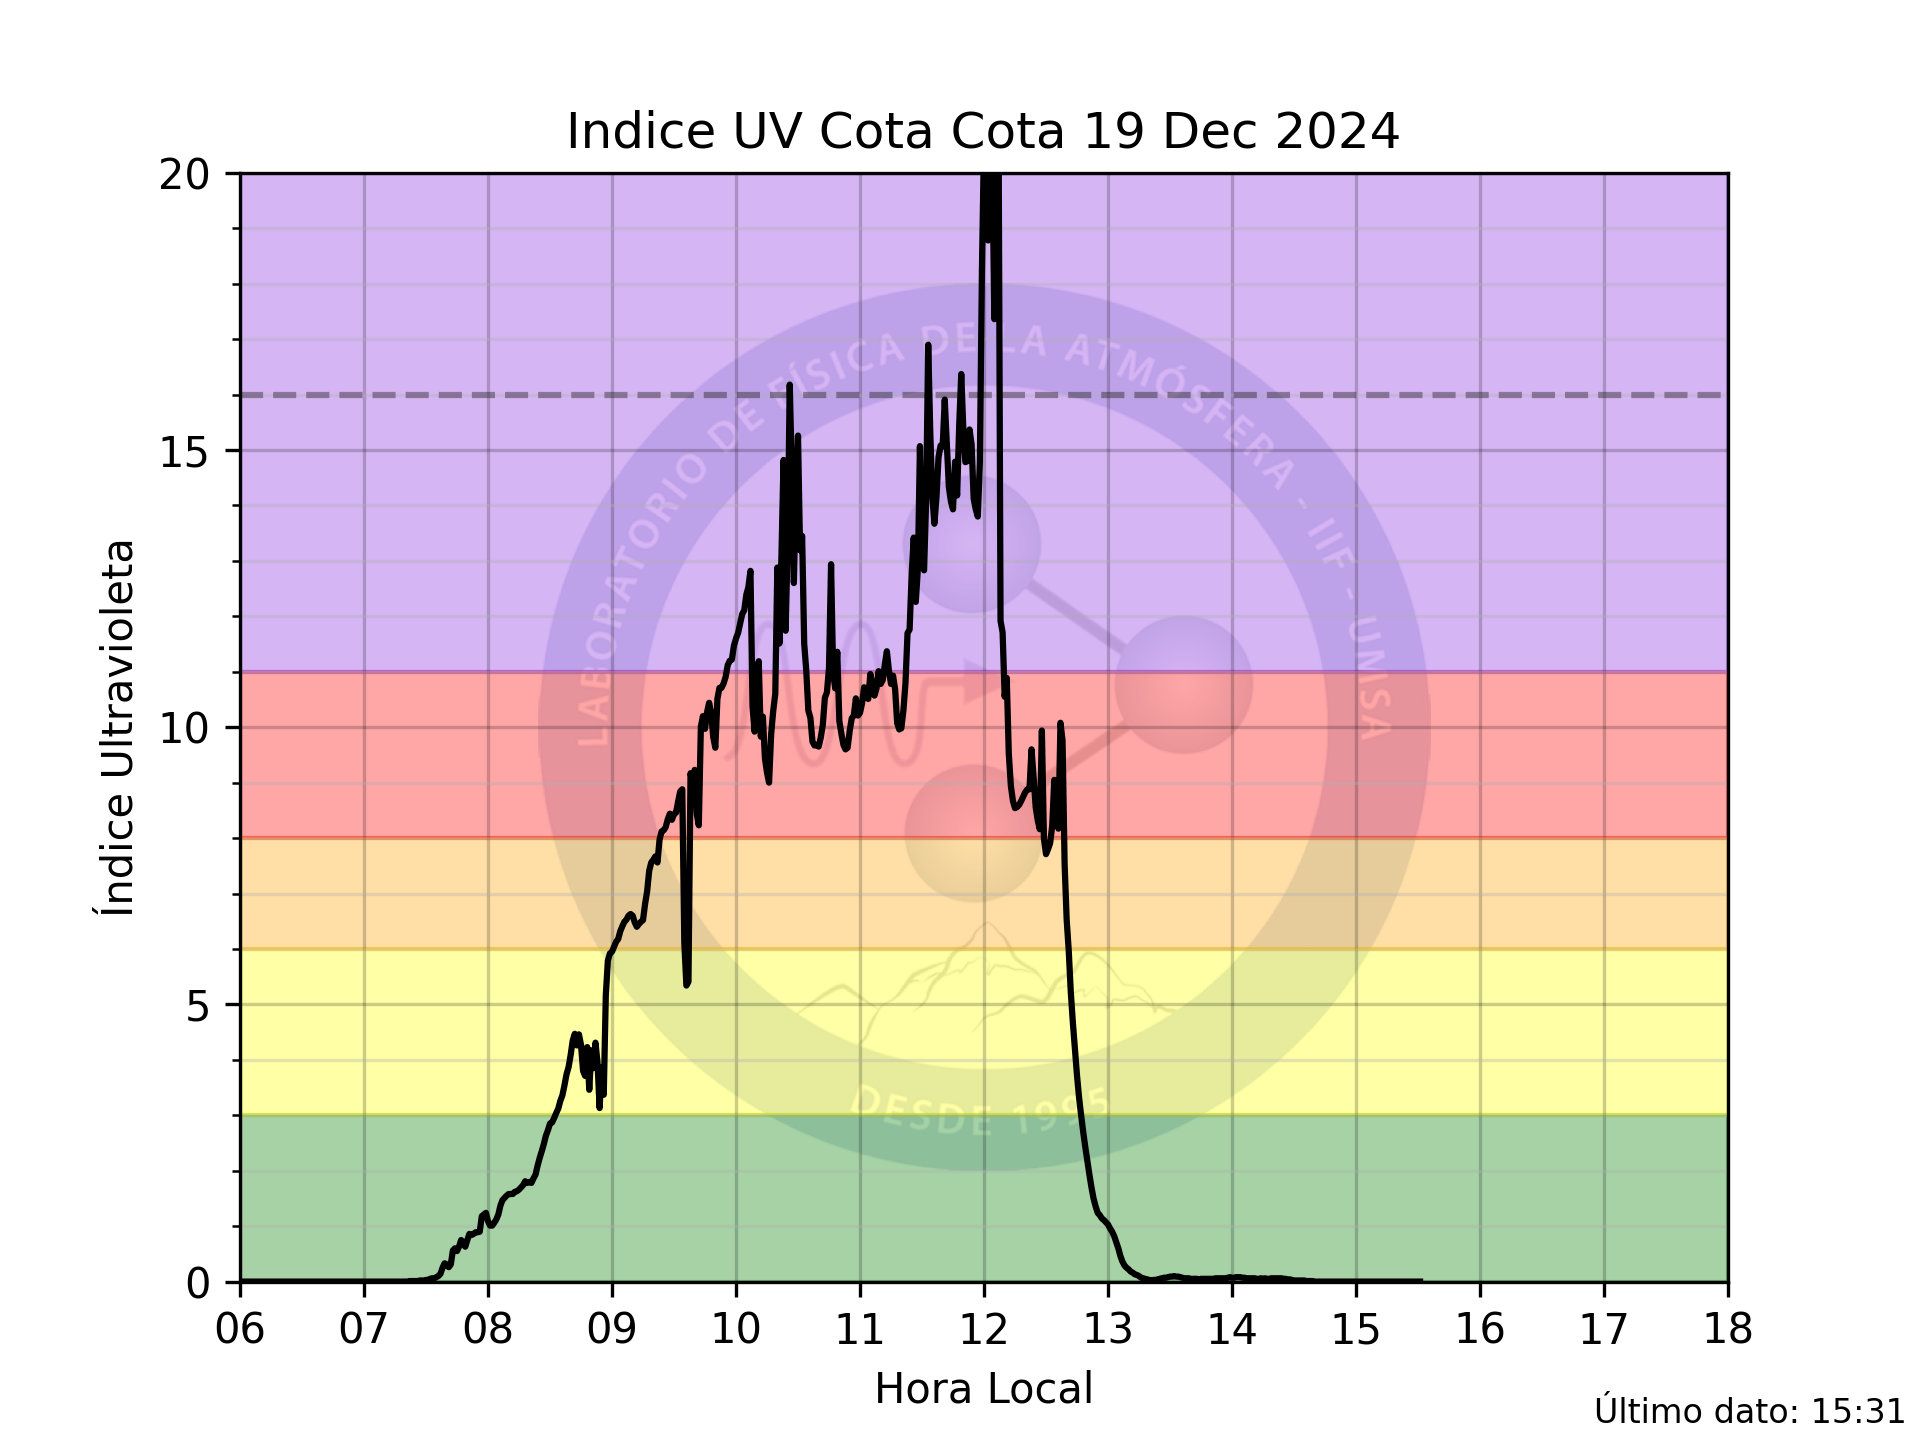 Indice UV Cota Cota 19 Dec 2024
20
15
10
5
0
Índice Ultravioleta
LABORATORIO DE FÍSICA DE LA ATMÓSFERA - IIF - UMSA
DESDE 1995
06 07 08 09 10 11 12 13 14 15 16 17 18
Hora Local
Último dato: 15:31